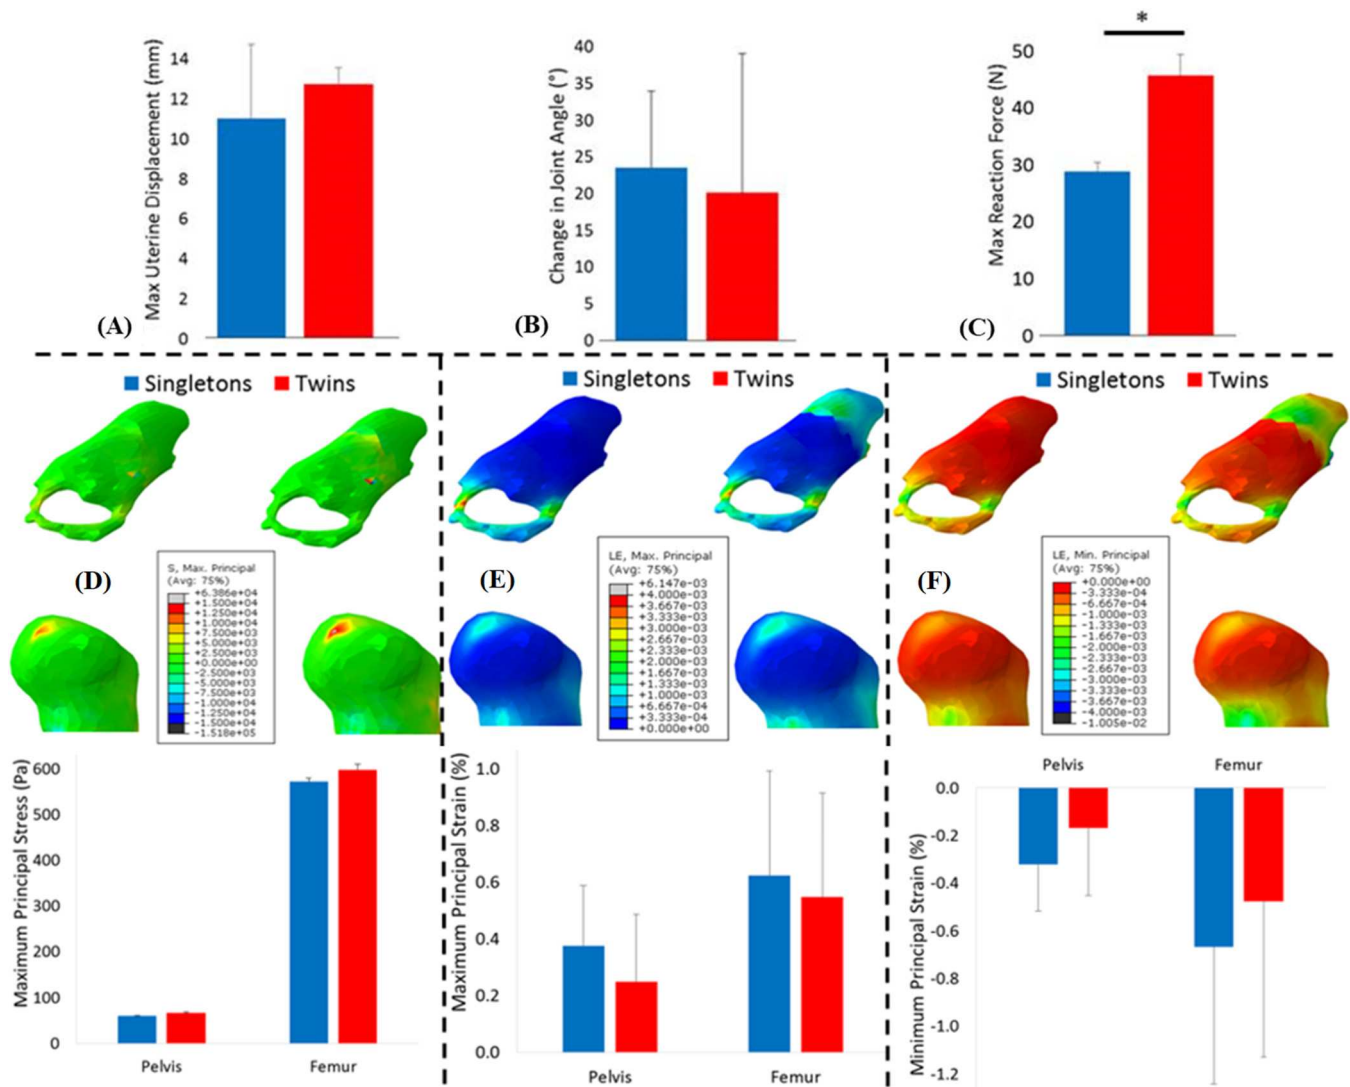 Max Uterine Displacement (mm)
14
12
10
8
6
4
2
0
(A)
Change in Joint Angle (°)
40
35
30
25
20
15
10
5
0
(B)
*
Max Reaction Force (N)
50
40
30
20
10
0
(C)
Singletons Twins
Singletons Twins
Singletons Twins
(D)
S, Max. Principal
(Avg: 75%)
+6.386e+04
+1.500e+04
+1.250e+04
+1.000e+04
+7.500e+03
+5.000e+03
+2.500e+03
+0.000e+00
-2.500e+03
-5.000e+03
-7.500e+03
-1.000e+04
-1.250e+04
-1.500e+04
-1.518e+05
(E)
LE, Max. Principal
(Avg: 75%)
+6.147e-03
+4.000e-03
+3.667e-03
+3.333e-03
+3.000e-03
+2.667e-03
+2.333e-03
+2.000e-03
+1.667e-03
+1.333e-03
+1.000e-03
+6.667e-04
+3.333e-04
+0.000e+00
(F)
LE, Min. Principal
(Avg: 75%)
+0.000e+00
-3.333e-04
-6.667e-04
-1.000e-03
-1.333e-03
-1.667e-03
-2.000e-03
-2.333e-03
-2.667e-03
-3.000e-03
-3.333e-03
-3.667e-03
-4.000e-03
-1.005e-02
Maximum Principal Stress (Pa)
600
500
400
300
200
100
0
Pelvis Femur
Maximum Principal Strain (%)
1.0
0.8
0.6
0.4
0.2
0.0
Pelvis Femur
Pelvis Femur
Minimum Principal Strain (%)
0.0
-0.2
-0.4
-0.6
-0.8
-1.0
-1.2